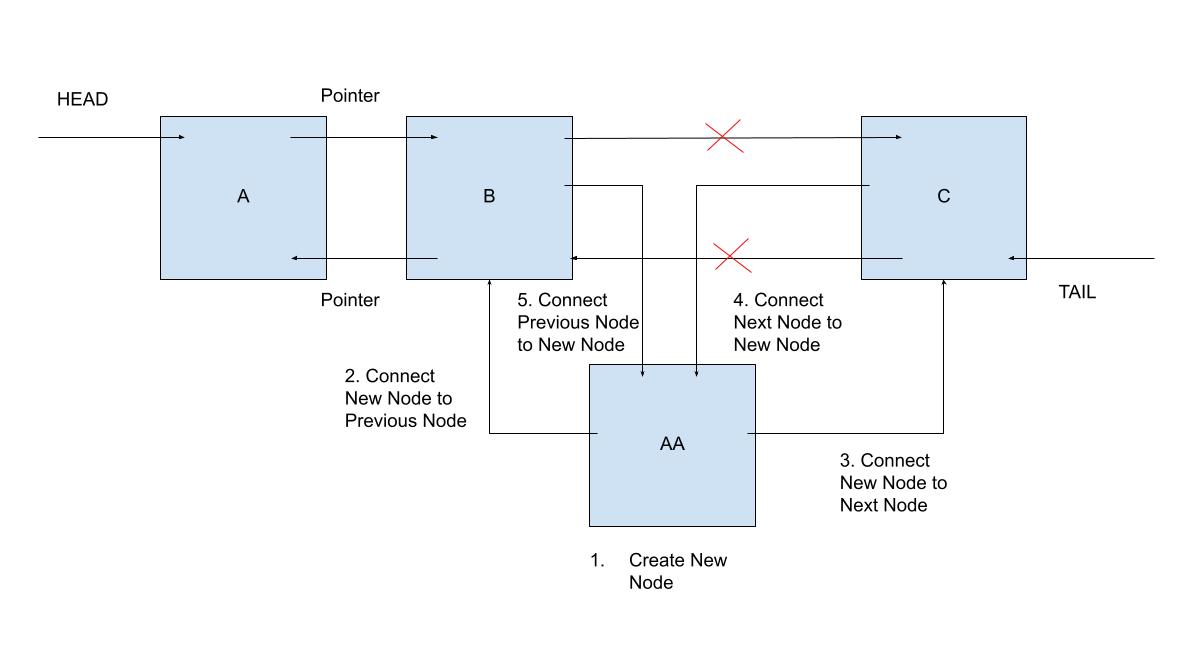 HEAD
Pointer
A
B
C
Pointer
TAIL
5. Connect
Previous Node
to New Node
4. Connect
Next Node to
New Node
2. Connect
New Node to
Previous Node
AA
3. Connect
New Node to
Next Node
1. Create New
Node